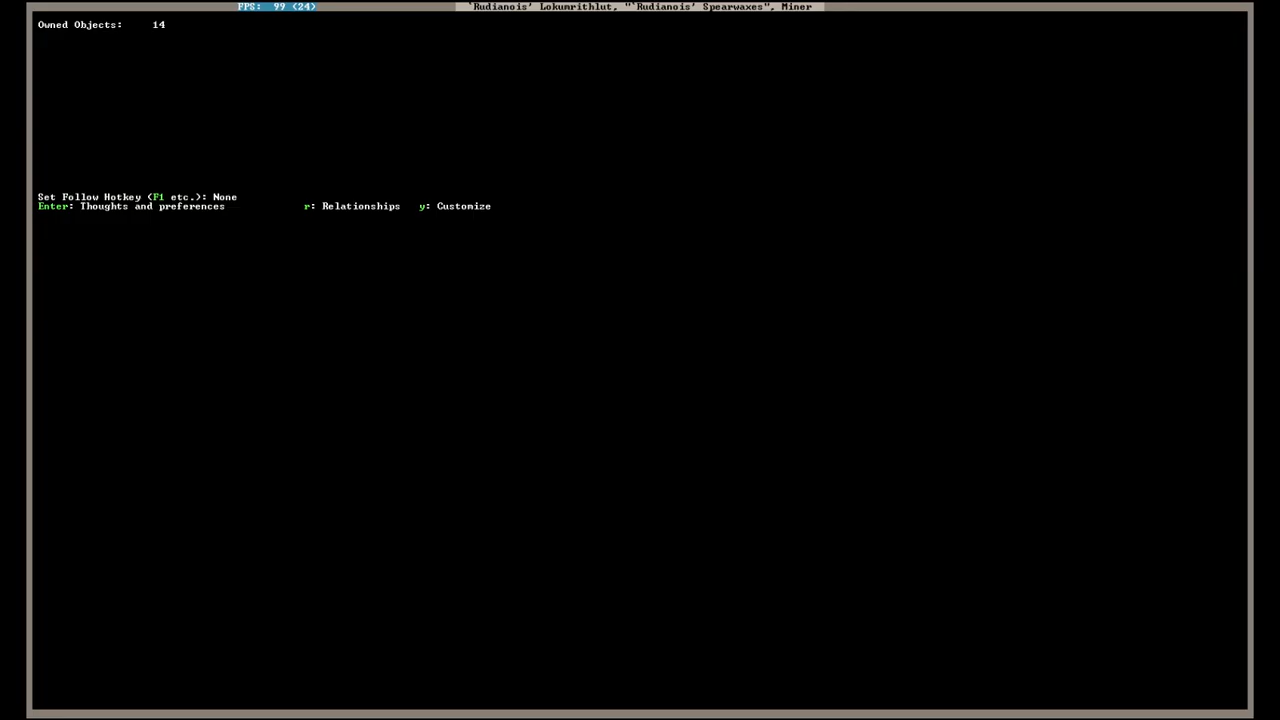 FPS: 99 (24) `Rudianois' Lokumrithlut, "`Rudianois' Spearwaxes", Miner
Owned Objects: 14
Set Follow Hotkey (F1 etc.): None
Enter: Thoughts and preferences r: Relationships y: Customize